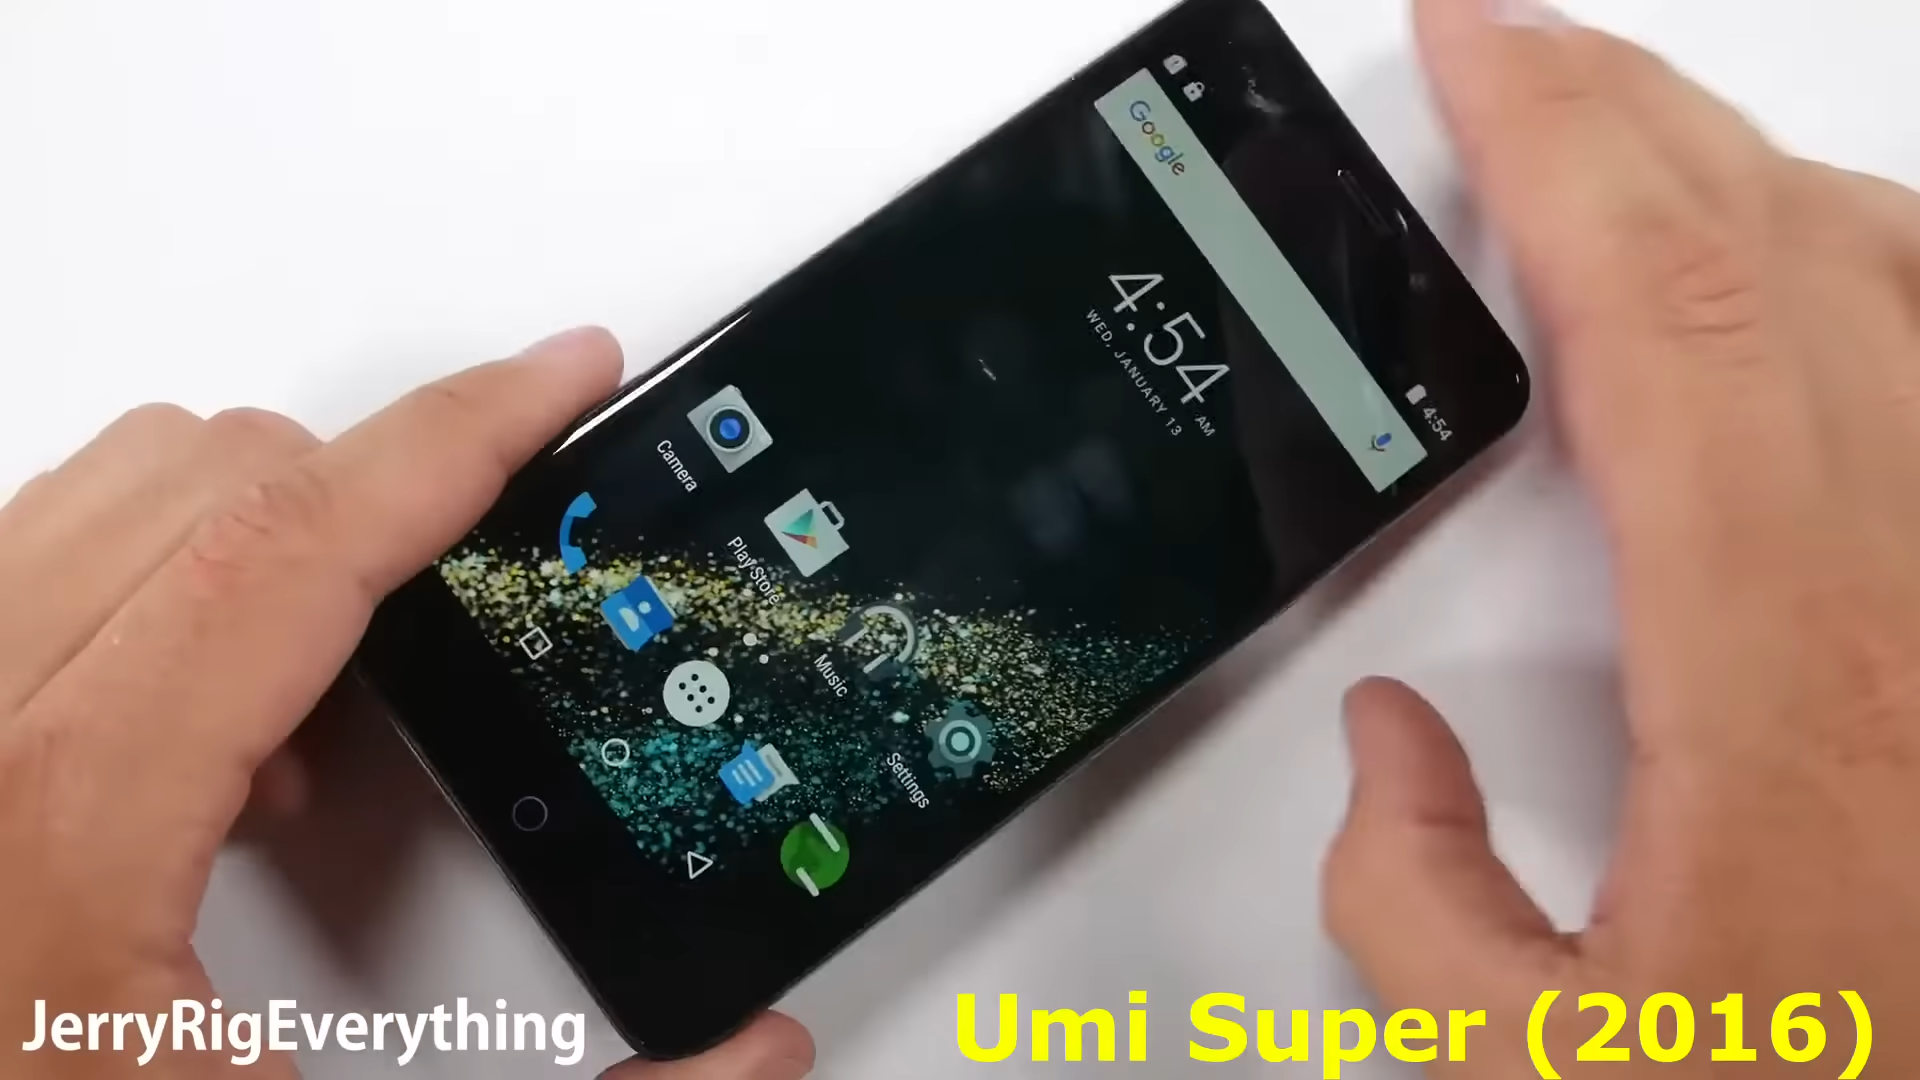 Google
4:54
4:54 AM
WED, JANUARY 13
Camera
Play Store
Music
Settings
JerryRigEverything
Umi Super (2016)